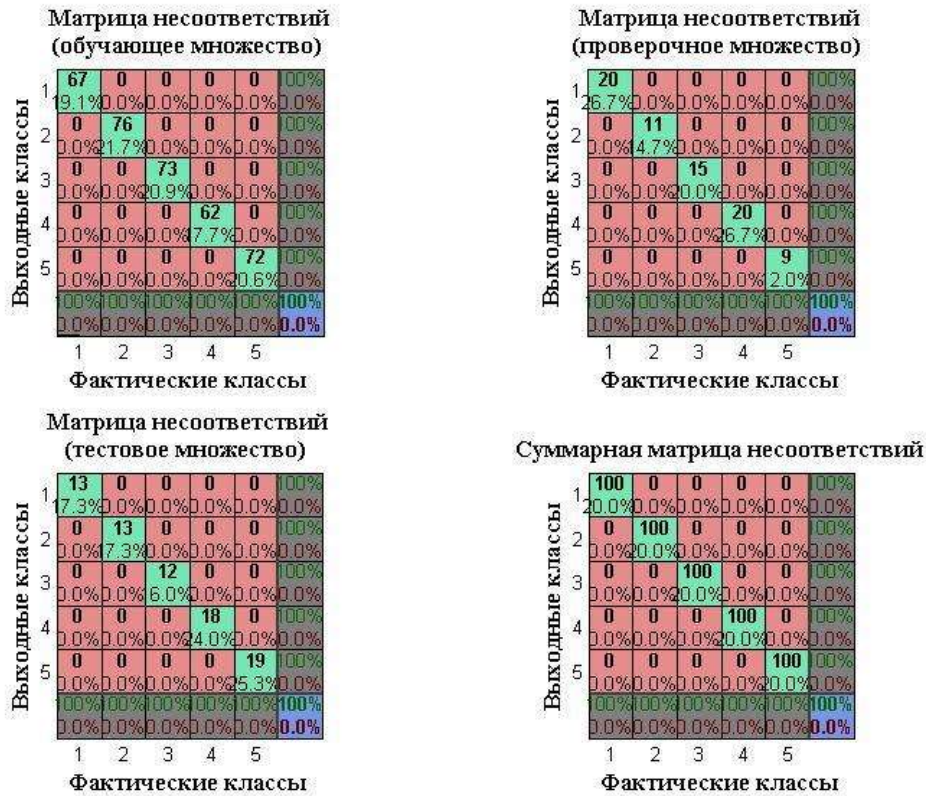 Матрица несоответствий
(обучающее множество)
Выходные классы
1 67 0 0 0 0 100%
19.1% 0.0% 0.0% 0.0% 0.0% 0.0%
2 0 76 0 0 0 100%
0.0% 21.7% 0.0% 0.0% 0.0% 0.0%
3 0 0 73 0 0 100%
0.0% 0.0% 20.9% 0.0% 0.0% 0.0%
4 0 0 0 62 0 100%
0.0% 0.0% 0.0% 17.7% 0.0% 0.0%
5 0 0 0 0 72 100%
0.0% 0.0% 0.0% 0.0% 20.6% 0.0%
100% 100% 100% 100% 100% 100%
0.0% 0.0% 0.0% 0.0% 0.0% 0.0%
1 2 3 4 5
Фактические классы
Матрица несоответствий
(проверочное множество)
Выходные классы
1 20 0 0 0 0 100%
26.7% 0.0% 0.0% 0.0% 0.0% 0.0%
2 0 11 0 0 0 100%
0.0% 14.7% 0.0% 0.0% 0.0% 0.0%
3 0 0 15 0 0 100%
0.0% 0.0% 20.0% 0.0% 0.0% 0.0%
4 0 0 0 20 0 100%
0.0% 0.0% 0.0% 26.7% 0.0% 0.0%
5 0 0 0 0 9 100%
0.0% 0.0% 0.0% 0.0% 12.0% 0.0%
100% 100% 100% 100% 100% 100%
0.0% 0.0% 0.0% 0.0% 0.0% 0.0%
1 2 3 4 5
Фактические классы
Матрица несоответствий
(тестовое множество)
Выходные классы
1 13 0 0 0 0 100%
17.3% 0.0% 0.0% 0.0% 0.0% 0.0%
2 0 13 0 0 0 100%
0.0% 17.3% 0.0% 0.0% 0.0% 0.0%
3 0 0 12 0 0 100%
0.0% 0.0% 16.0% 0.0% 0.0% 0.0%
4 0 0 0 18 0 100%
0.0% 0.0% 0.0% 24.0% 0.0% 0.0%
5 0 0 0 0 19 100%
0.0% 0.0% 0.0% 0.0% 25.3% 0.0%
100% 100% 100% 100% 100% 100%
0.0% 0.0% 0.0% 0.0% 0.0% 0.0%
1 2 3 4 5
Фактические классы
Суммарная матрица несоответствий
Выходные классы
1 100 0 0 0 0 100%
20.0% 0.0% 0.0% 0.0% 0.0% 0.0%
2 0 100 0 0 0 100%
0.0% 20.0% 0.0% 0.0% 0.0% 0.0%
3 0 0 100 0 0 100%
0.0% 0.0% 20.0% 0.0% 0.0% 0.0%
4 0 0 0 100 0 100%
0.0% 0.0% 0.0% 20.0% 0.0% 0.0%
5 0 0 0 0 100 100%
0.0% 0.0% 0.0% 0.0% 20.0% 0.0%
100% 100% 100% 100% 100% 100%
0.0% 0.0% 0.0% 0.0% 0.0% 0.0%
1 2 3 4 5
Фактические классы